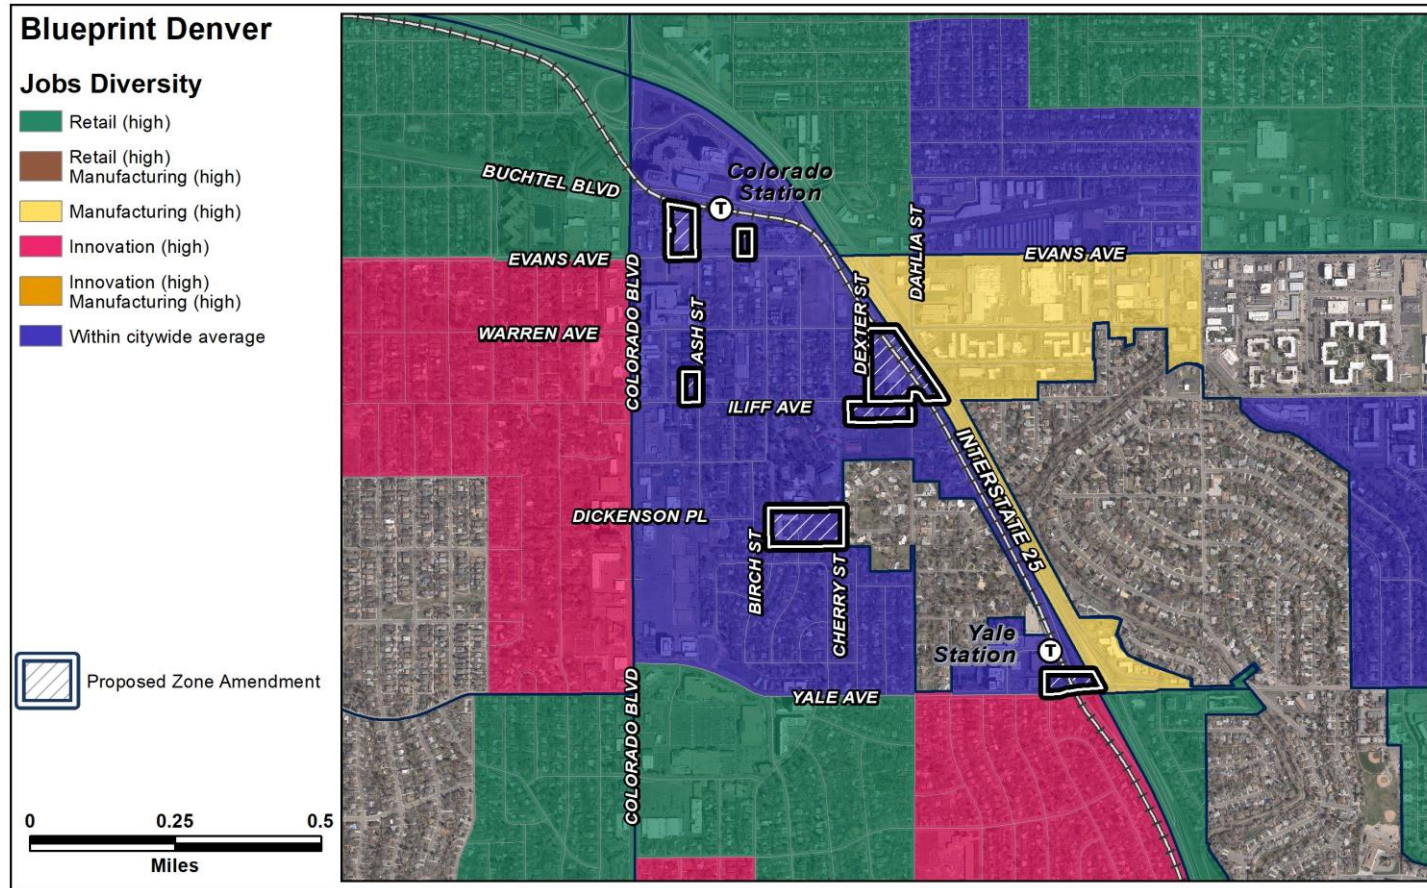 Blueprint Denver
Jobs Diversity
Retail (high)
Retail (high)
Manufacturing (high)
Manufacturing (high)
Innovation (high)
Innovation (high)
Manufacturing (high)
Within citywide average
Proposed Zone Amendment
0 0.25 0.5
Miles
BUCHTEL BLVD
Colorado
Station
T
EVANS AVE
EVANS AVE
DAHLIA ST
COLORADO BLVD
ASH ST
DEXTER ST
WARREN AVE
ILIFF AVE
INTERSTATE 25
DICKENSON PL
BIRCH ST
CHERRY ST
Yale
Station
T
YALE AVE
COLORADO BLVD